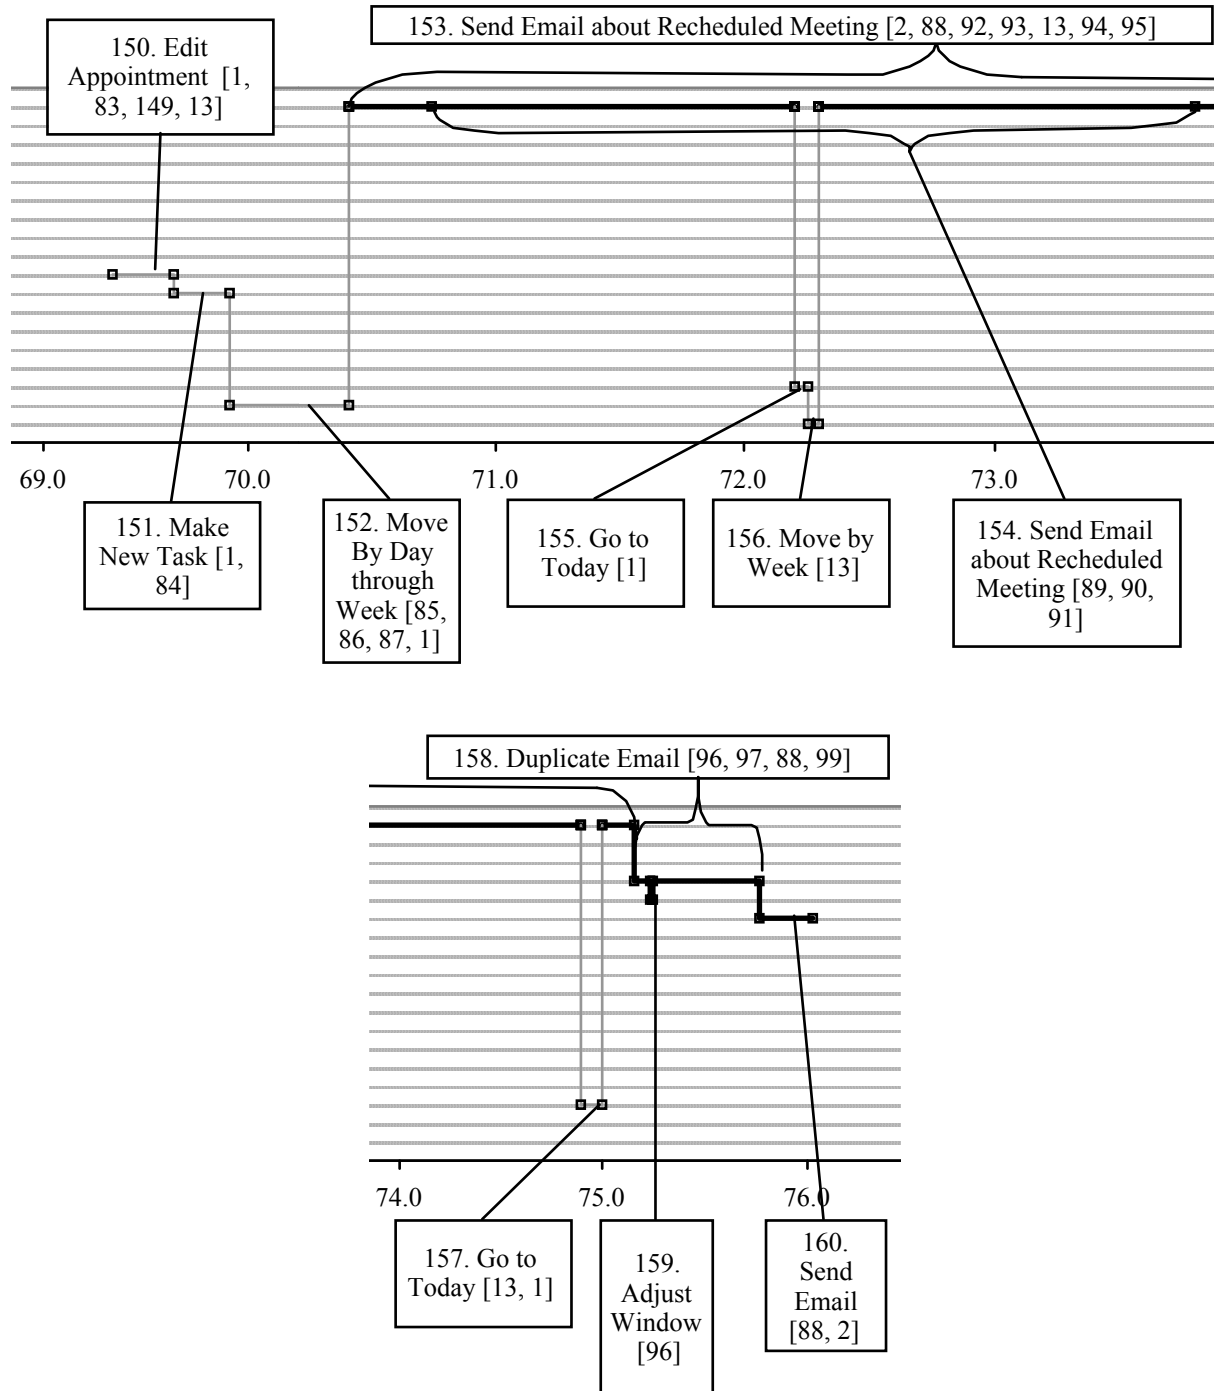 153. Send Email about Recheduled Meeting [2, 88, 92, 93, 13, 94, 95]
150. Edit
Appointment [1,
83, 149, 13]
69.0
70.0
71.0
72.0
73.0
151. Make
New Task [1,
84]
152. Move
By Day
through
Week [85,
86, 87, 1]
155. Go to
Today [1]
156. Move by
Week [13]
154. Send Email
about Recheduled
Meeting [89, 90,
91]
158. Duplicate Email [96, 97, 88, 99]
74.0
75.0
76.0
157. Go to
Today [13, 1]
159.
Adjust
Window
[96]
160.
Send
Email
[88, 2]